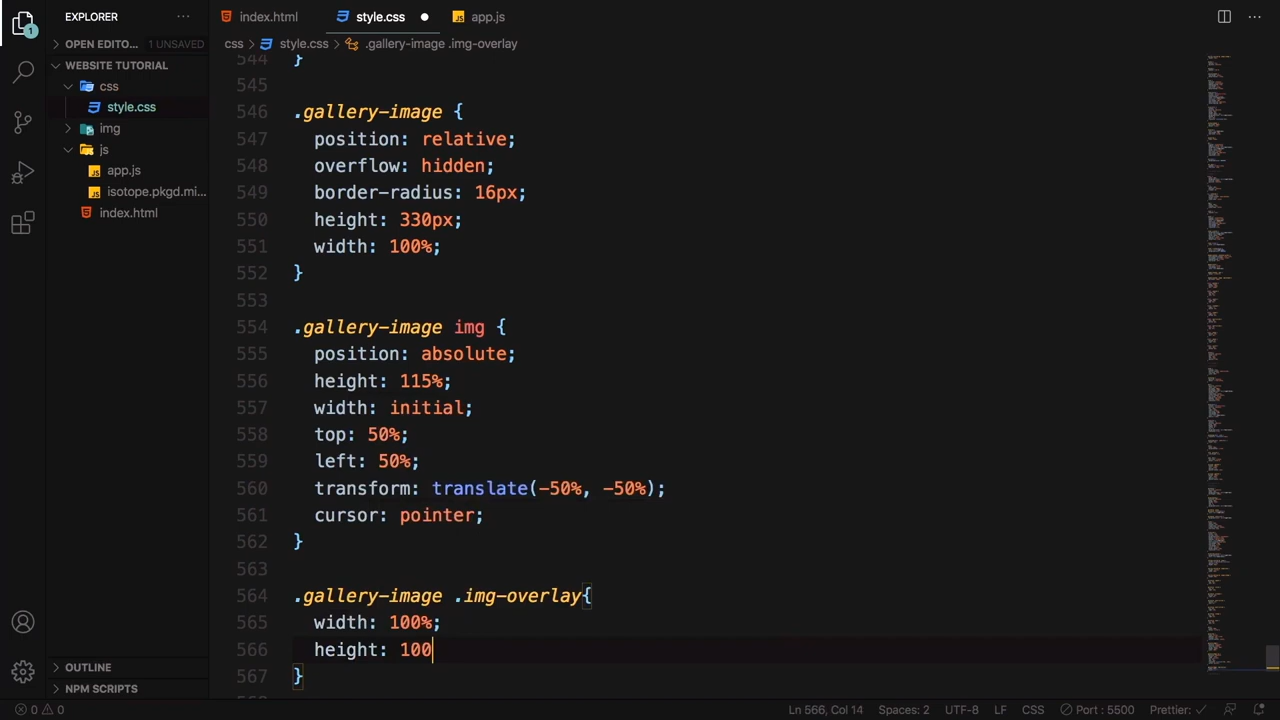 EXPLORER
index.html
style.css
app.js
OPEN EDITO... 1 UNSAVED
css > style.css > .gallery-image .img-overlay
WEBSITE TUTORIAL
css
style.css
img
js
app.js
isotope.pkgd.mi...
index.html
544 }
545
546 .gallery-image {
547 position: relative;
548 overflow: hidden;
549 border-radius: 16px;
550 height: 330px;
551 width: 100%;
552 }
553
554 .gallery-image img {
555 position: absolute;
556 height: 115%;
557 width: initial;
558 top: 50%;
559 left: 50%;
560 transform: translate(-50%, -50%);
561 cursor: pointer;
562 }
563
564 .gallery-image .img-overlay{
565 width: 100%;
566 height: 100
567 }
OUTLINE
NPM SCRIPTS
1
0 0
Ln 566, Col 14
Spaces: 2
UTF-8
LF
CSS
Port : 5500
Prettier: ✓